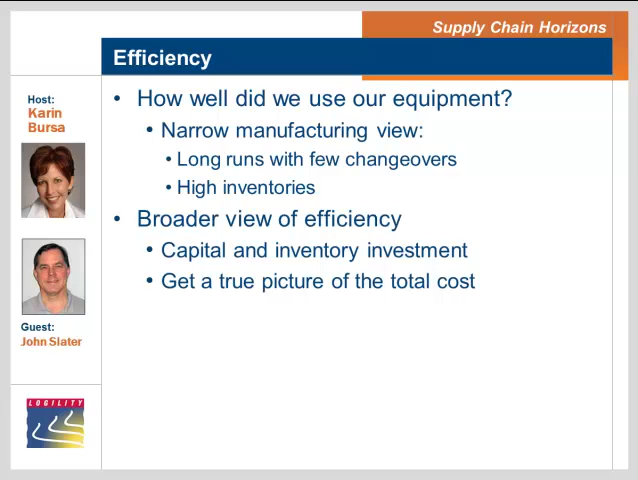 Supply Chain Horizons
Efficiency
Host:
Karin
Bursa
Guest:
John Slater
LOGILITY
• How well did we use our equipment?
• Narrow manufacturing view:
• Long runs with few changeovers
• High inventories
• Broader view of efficiency
• Capital and inventory investment
• Get a true picture of the total cost